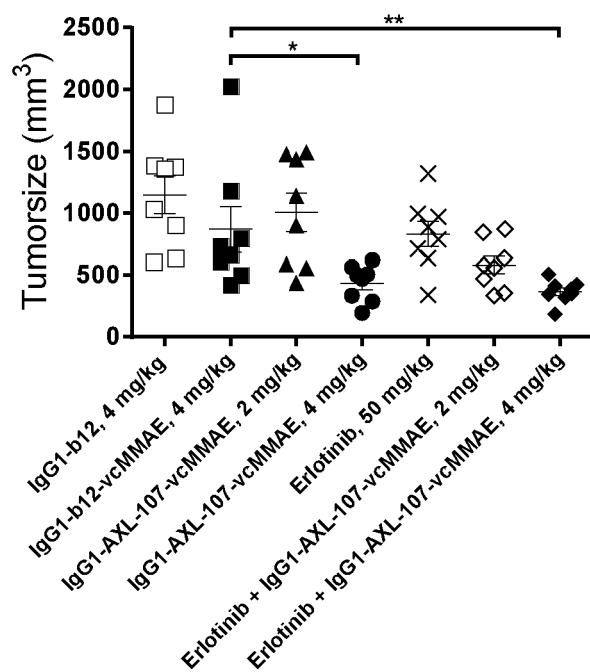 **
*
2500
2000
1500
1000
500
0
Tumorsize (mm³)
IgG1-b12, 4 mg/kg
IgG1-b12-vcMMAE, 4 mg/kg
IgG1-AXL-107-vcMMAE, 2 mg/kg
IgG1-AXL-107-vcMMAE, 4 mg/kg
Erlotinib, 50 mg/kg
Erlotinib + IgG1-AXL-107-vcMMAE, 2 mg/kg
Erlotinib + IgG1-AXL-107-vcMMAE, 4 mg/kg